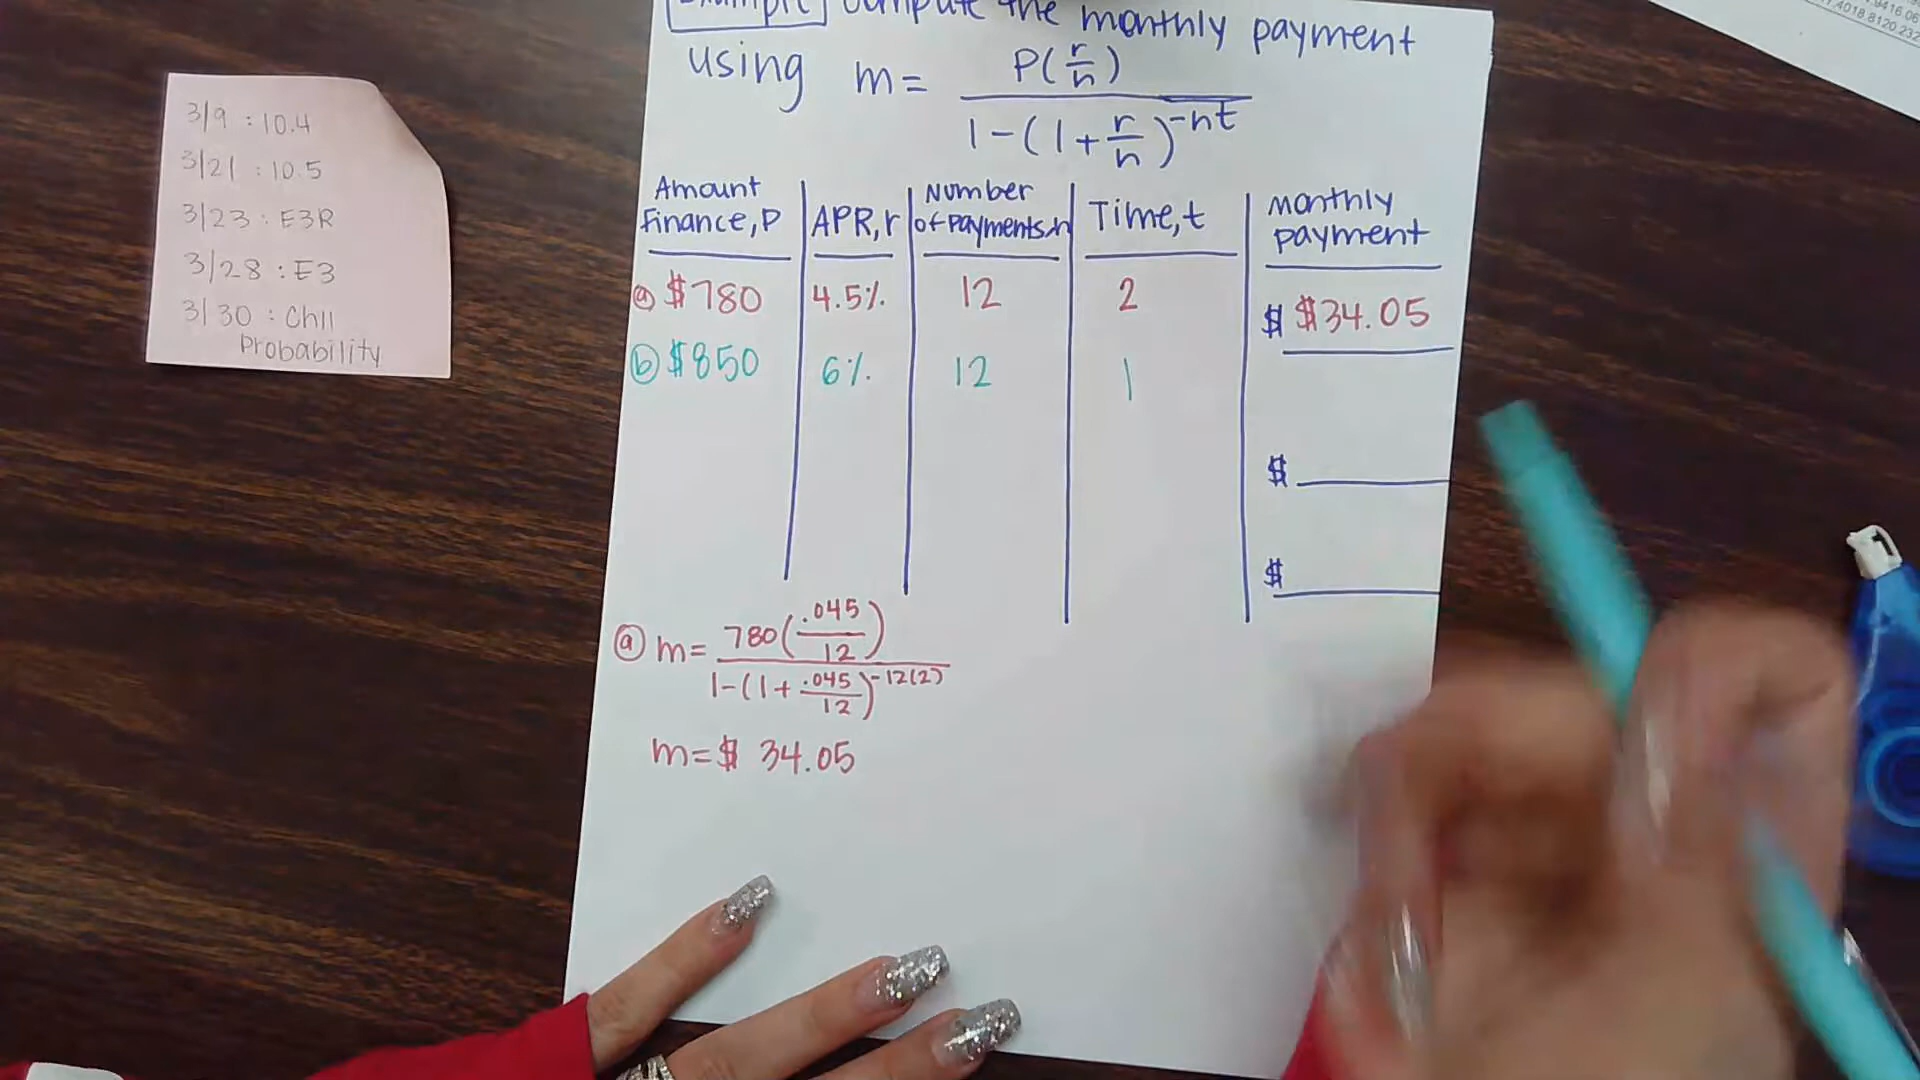 3/9 : 10.4
3/21 : 10.5
3/23 : E3R
3/28 : E3
3/30 : Ch11
Probability
Example Compute the monthly payment
using m = P(r/n) / 1-(1+r/n)^-nt
Amount Finance, P | APR, r | Number of Payments, n | Time, t | Monthly payment
ⓐ $780 4.5% 12 2 $ $34.05
ⓑ $850 6% 12 1
$
$
ⓐ m = 780(.045/12) / 1-(1+.045/12)^-12(2)
m = $ 34.05